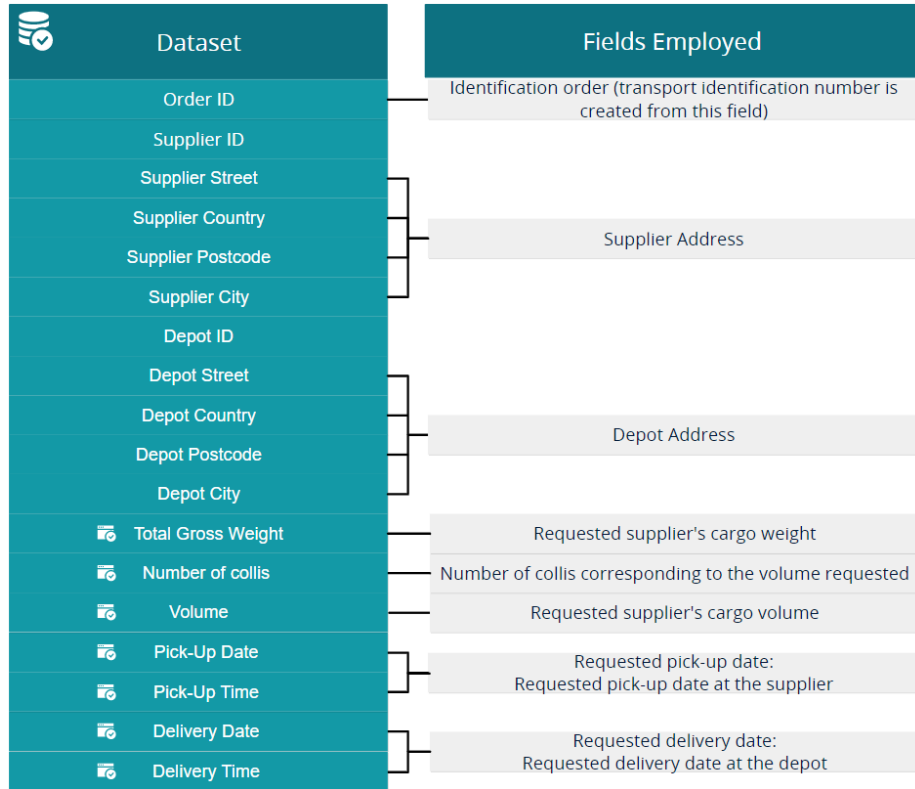 Dataset
Fields Employed
Order ID
Identification order (transport identification number is
created from this field)
Supplier ID
Supplier Street
Supplier Country
Supplier Postcode
Supplier City
Supplier Address
Depot ID
Depot Street
Depot Country
Depot Postcode
Depot City
Depot Address
Total Gross Weight
Requested supplier's cargo weight
Number of collis
Number of collis corresponding to the volume requested
Volume
Requested supplier's cargo volume
Pick-Up Date
Pick-Up Time
Requested pick-up date:
Requested pick-up date at the supplier
Delivery Date
Delivery Time
Requested delivery date:
Requested delivery date at the depot